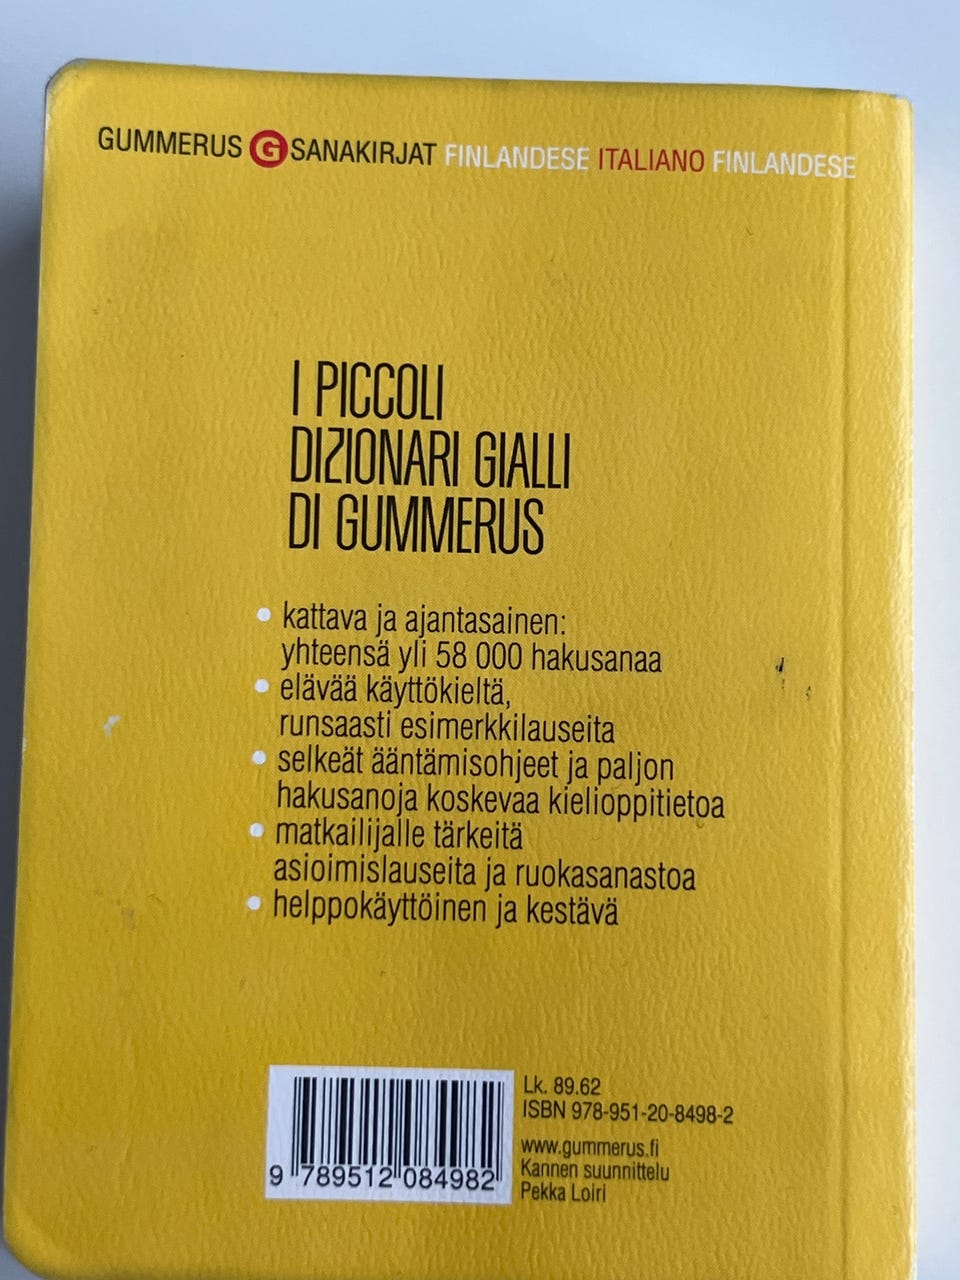 GUMMERUS G SANAKIRJAT FINLANDESE ITALIANO FINLANDESE
I PICCOLI
DIZIONARI GIALLI
DI GUMMERUS
• kattava ja ajantasainen:
yhteensä yli 58 000 hakusanaa
• elävää käyttökieltä,
runsaasti esimerkkilauseita
• selkeät ääntämisohjeet ja paljon
hakusanoja koskevaa kielioppitietoa
• matkailijalle tärkeitä
asioimislauseita ja ruokasanastoa
• helppokäyttöinen ja kestävä
Lk. 89.62
ISBN 978-951-20-8498-2
www.gummerus.fi
Kannen suunnittelu
Pekka Loiri
9 789512 084982